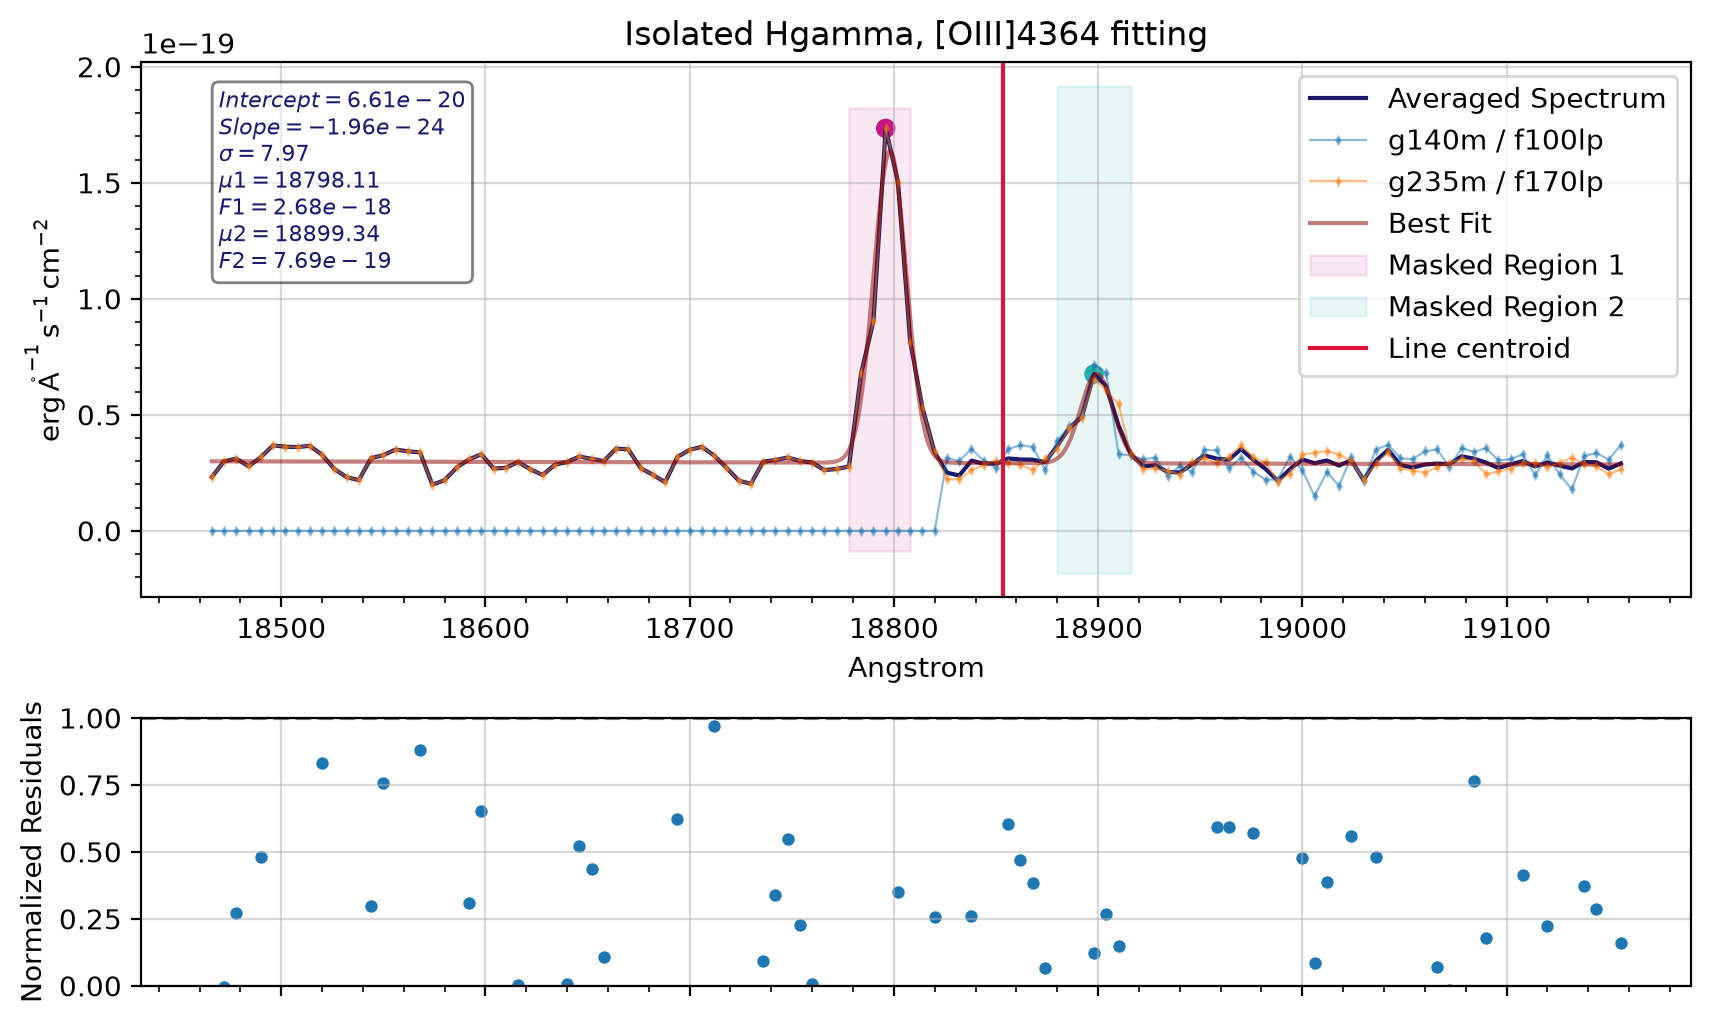 Isolated Hgamma, [OIII]4364 fitting
1e−19
2.0
1.5
1.0
0.5
0.0
erg Å⁻¹ s⁻¹ cm⁻²
Intercept = 6.61e − 20
Slope = −1.96e − 24
σ = 7.97
μ1 = 18798.11
F1 = 2.68e − 18
μ2 = 18899.34
F2 = 7.69e − 19
Averaged Spectrum
g140m / f100lp
g235m / f170lp
Best Fit
Masked Region 1
Masked Region 2
Line centroid
18500 18600 18700 18800 18900 19000 19100
Angstrom
1.00
0.75
0.50
0.25
0.00
Normalized Residuals